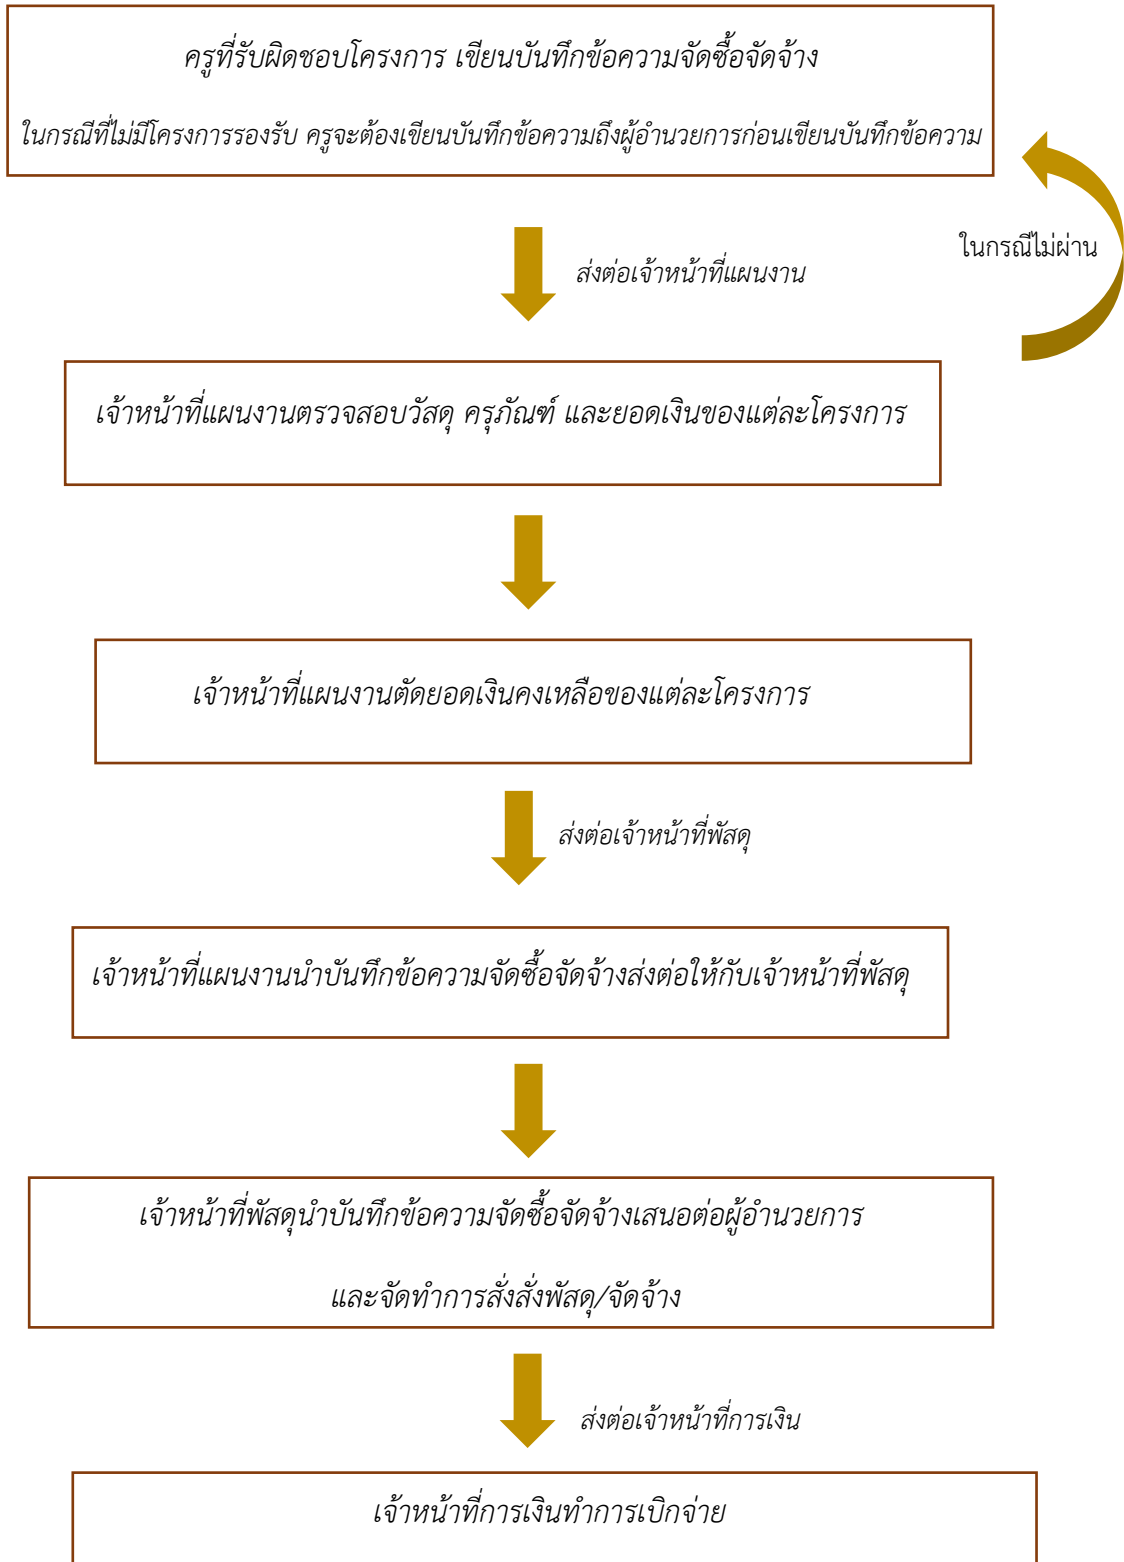 ครูที่รับผิดชอบโครงการ เขียนบันทึกข้อความจัดซื้อจัดจ้าง
ในกรณีที่ไม่มีโครงการรองรับ ครูจะต้องเขียนบันทึกข้อความถึงผู้อำนวยการก่อนเขียนบันทึกข้อความ
ในกรณีไม่ผ่าน
ส่งต่อเจ้าหน้าที่แผนงาน
เจ้าหน้าที่แผนงานตรวจสอบวัสดุ ครุภัณฑ์ และยอดเงินของแต่ละโครงการ
เจ้าหน้าที่แผนงานตัดยอดเงินคงเหลือของแต่ละโครงการ
ส่งต่อเจ้าหน้าที่พัสดุ
เจ้าหน้าที่แผนงานนำบันทึกข้อความจัดซื้อจัดจ้างส่งต่อให้กับเจ้าหน้าที่พัสดุ
เจ้าหน้าที่พัสดุนำบันทึกข้อความจัดซื้อจัดจ้างเสนอต่อผู้อำนวยการ
และจัดทำการสั่งสั่งพัสดุ/จัดจ้าง
ส่งต่อเจ้าหน้าที่การเงิน
เจ้าหน้าที่การเงินทำการเบิกจ่าย